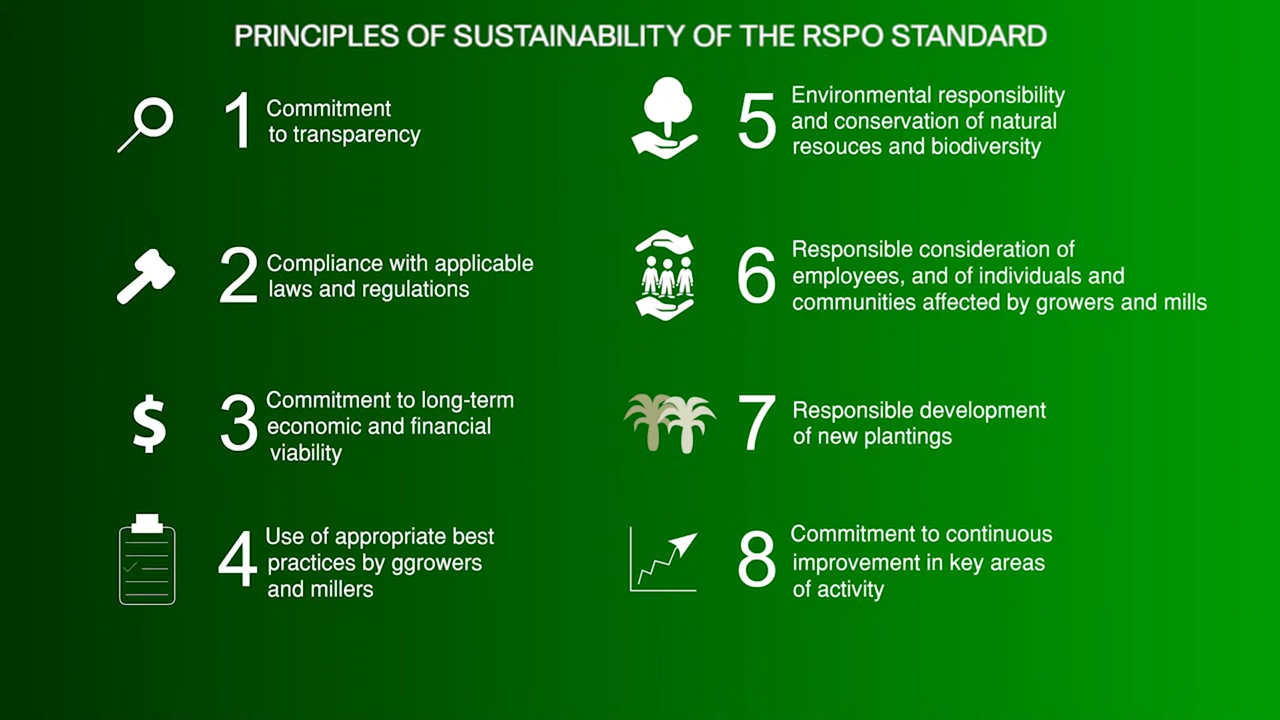 PRINCIPLES OF SUSTAINABILITY OF THE RSPO STANDARD
1 Commitment
to transparency
2 Compliance with applicable
laws and regulations
$
3 Commitment to long-term
economic and financial
viability
4 Use of appropriate best
practices by ggrowers
and millers
5 Environmental responsibility
and conservation of natural
resouces and biodiversity
6 Responsible consideration of
employees, and of individuals and
communities affected by growers and mills
7 Responsible development
of new plantings
8 Commitment to continuous
improvement in key areas
of activity